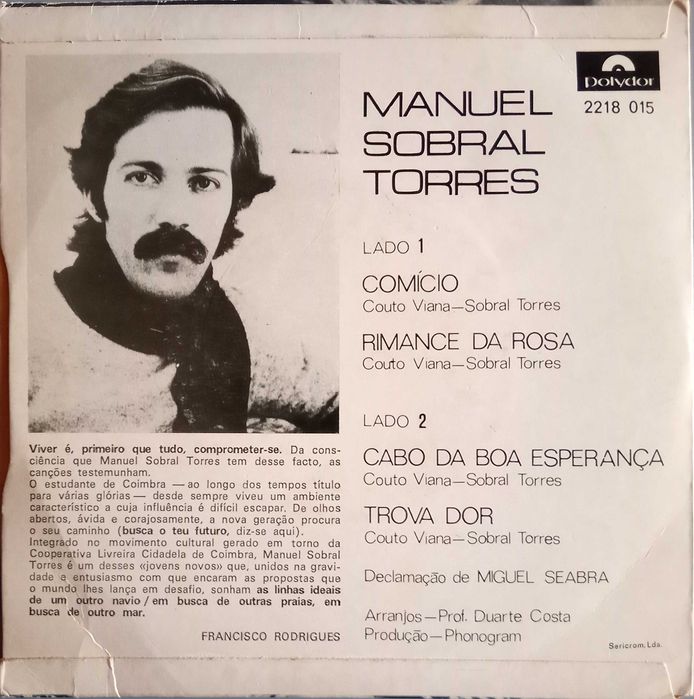 polydor
2218 015
MANUEL
SOBRAL
TORRES
LADO 1
COMÍCIO
Couto Viana—Sobral Torres
RIMANCE DA ROSA
Couto Viana—Sobral Torres
LADO 2
CABO DA BOA ESPERANÇA
Couto Viana—Sobral Torres
TROVA DOR
Couto Viana—Sobral Torres
Declamação de MIGUEL SEABRA
Arranjos—Prof. Duarte Costa
Produção—Phonogram
Sericrom, Lda.
Viver é, primeiro que tudo, comprometer-se. Da cons-
ciência que Manuel Sobral Torres tem desse facto, as
canções testemunham.
O estudante de Coimbra — ao longo dos tempos título
para várias glórias — desde sempre viveu um ambiente
característico a cuja influência é difícil escapar. De olhos
abertos, ávida e corajosamente, a nova geração procura
o seu caminho (busca o teu futuro, diz-se aqui).
Integrado no movimento cultural gerado em torno da
Cooperativa Livreira Cidadela de Coimbra, Manuel Sobral
Torres é um desses «jovens novos» que, unidos na gravi-
dade e entusiasmo com que encaram as propostas que
o mundo lhes lança em desafio, sonham as linhas ideais
de um outro navio / em busca de outras praias, em
busca de outro mar.
FRANCISCO RODRIGUES